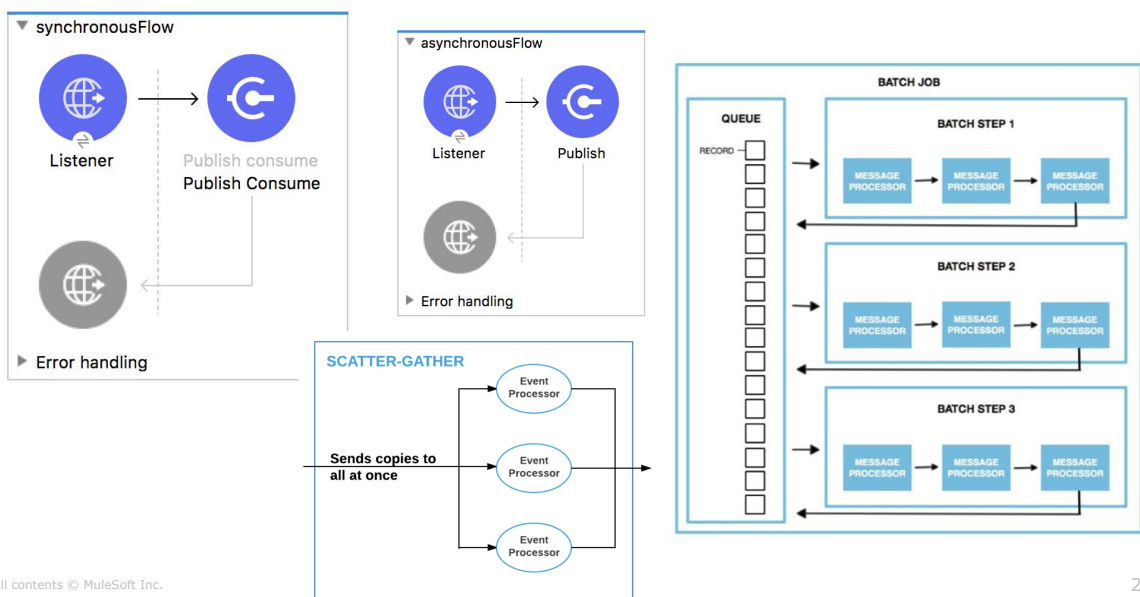 synchronousFlow
Listener
Publish consume
Publish Consume
Error handling
asynchronousFlow
Listener
Publish
Error handling
SCATTER-GATHER
Sends copies to
all at once
Event
Processor
Event
Processor
Event
Processor
BATCH JOB
QUEUE
RECORD
BATCH STEP 1
MESSAGE
PROCESSOR
MESSAGE
PROCESSOR
MESSAGE
PROCESSOR
BATCH STEP 2
MESSAGE
PROCESSOR
MESSAGE
PROCESSOR
MESSAGE
PROCESSOR
BATCH STEP 3
MESSAGE
PROCESSOR
MESSAGE
PROCESSOR
MESSAGE
PROCESSOR
ll contents © MuleSoft Inc.
2